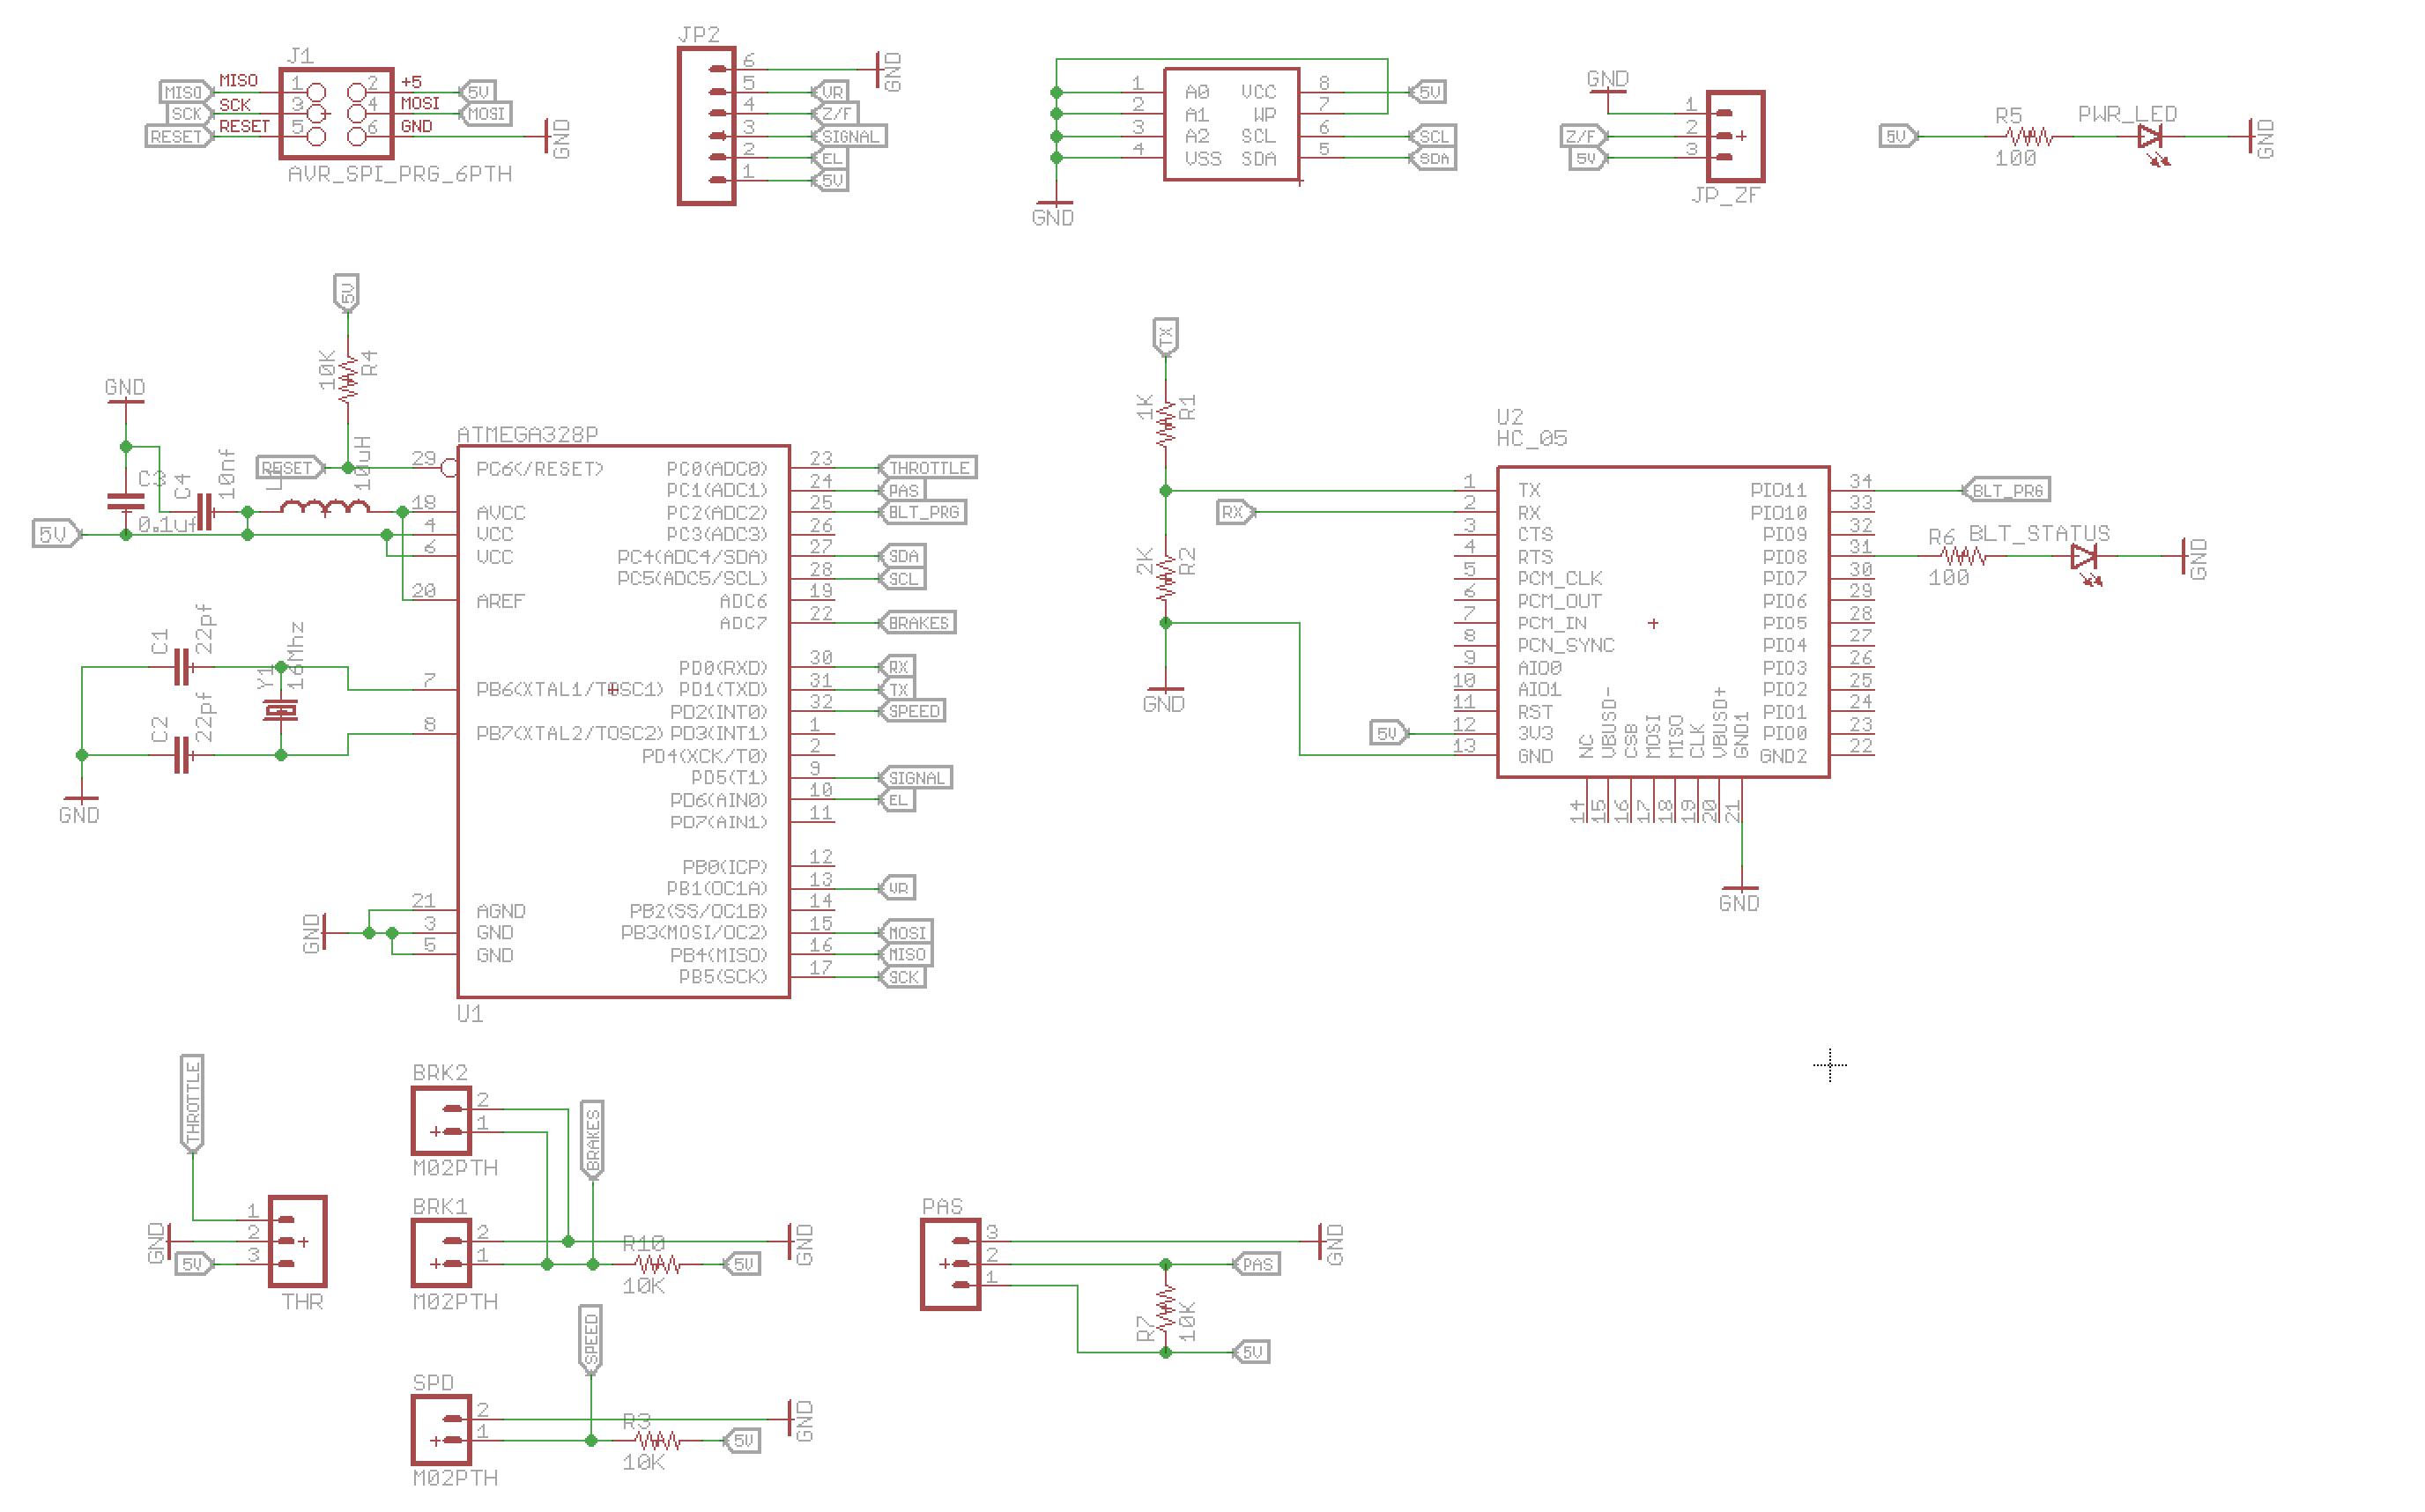 J1
MISO 1 2 +5
MISO 5V
SCK 3 4 MOSI
SCK MOSI
RESET 5 6 GND
RESET GND
AVR_SPI_PRG_6PTH
JP2
6 GND
5 VR
4 Z/F
3 SIGNAL
2 EL
1 5V
1 A0 VCC 8 5V
2 A1 WP 7
3 A2 SCL 6 SCL
4 VSS SDA 5 SDA
GND
GND
1
Z/F 2
5V 3
JP_ZF
5V R5 PWR_LED GND
100
5V
10K R4
GND
RESET
C3 C4 10nf L1 10uH
0.1uf
5V
ATMEGA328P
29 PC6(/RESET) PC0(ADC0) 23 THROTTLE
PC1(ADC1) 24 PAS
18 AVCC PC2(ADC2) 25 BLT_PRG
4 VCC PC3(ADC3) 26
6 VCC PC4(ADC4/SDA) 27 SDA
PC5(ADC5/SCL) 28 SCL
20 AREF ADC6 19
ADC7 22 BRAKES
C1 22pf
Y1 16Mhz
C2 22pf
GND
PD0(RXD) 30 RX
7 PB6(XTAL1/TOSC1) PD1(TXD) 31 TX
PD2(INT0) 32 SPEED
8 PB7(XTAL2/TOSC2) PD3(INT1) 1
PD4(XCK/T0) 2
PD5(T1) 9 SIGNAL
PD6(AIN0) 10 EL
PD7(AIN1) 11
PB0(ICP) 12
PB1(OC1A) 13 VR
21 AGND PB2(SS/OC1B) 14
GND 3 GND PB3(MOSI/OC2) 15 MOSI
5 GND PB4(MISO) 16 MISO
PB5(SCK) 17 SCK
U1
TX
1K R1
RX
2K R2
GND
5V
U2
HC_05
1 TX PIO11 34 BLT_PRG
2 RX PIO10 33
3 CTS PIO9 32
4 RTS PIO8 31
5 PCM_CLK PIO7 30
6 PCM_OUT PIO6 29
7 PCM_IN PIO5 28
8 PCN_SYNC PIO4 27
9 AIO0 PIO3 26
10 AIO1 PIO2 25
11 RST PIO1 24
12 3V3 PIO0 23
13 GND GND2 22
NC VBUSD- CSB MOSI MISO CLK VBUSD+ GND1
14 15 16 17 18 19 20 21
GND
R6 BLT_STATUS GND
100
THROTTLE
1
GND 2
5V 3
THR
BRK2
2
1
M02PTH
BRAKES
BRK1
2 GND
1 R10 5V
10K
M02PTH
SPEED
SPD
2 GND
1 R3 5V
10K
M02PTH
PAS
3 GND
2 PAS
1
R7 10K
5V